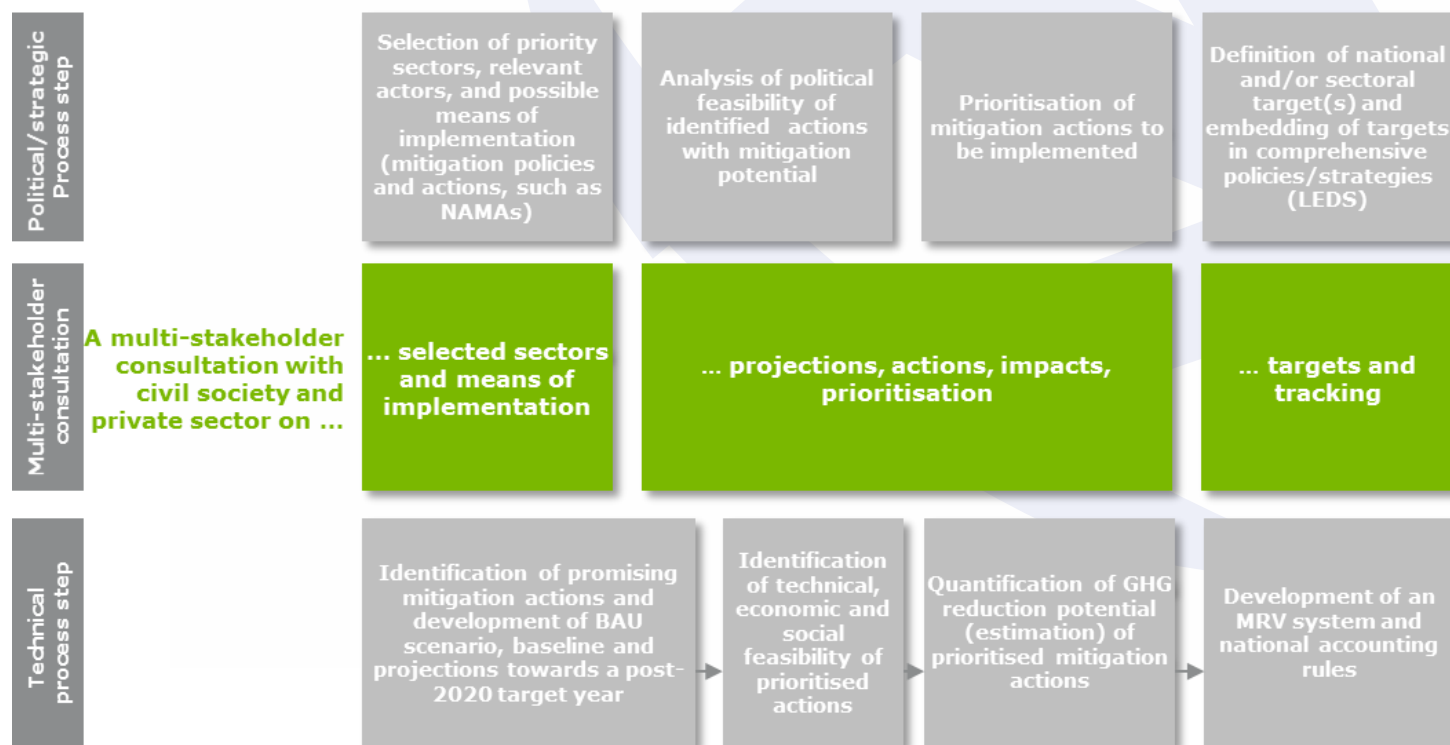 Political/strategic
Process step
Selection of priority
sectors, relevant
actors, and possible
means of
implementation
(mitigation policies
and actions, such as
NAMAs)
Analysis of political
feasibility of
identified actions
with mitigation
potential
Prioritisation of
mitigation actions to
be implemented
Definition of national
and/or sectoral
target(s) and
embedding of targets
in comprehensive
policies/strategies
(LEDS)
Multi-stakeholder
consultation
A multi-stakeholder
consultation with
civil society and
private sector on ...
... selected sectors
and means of
implementation
... projections, actions, impacts,
prioritisation
... targets and
tracking
Technical
process step
Identification of promising
mitigation actions and
development of BAU
scenario, baseline and
projections towards a post-
2020 target year
Identification
of technical,
economic and
social
feasibility of
prioritised
actions
Quantification of GHG
reduction potential
(estimation) of
prioritised mitigation
actions
Development of an
MRV system and
national accounting
rules